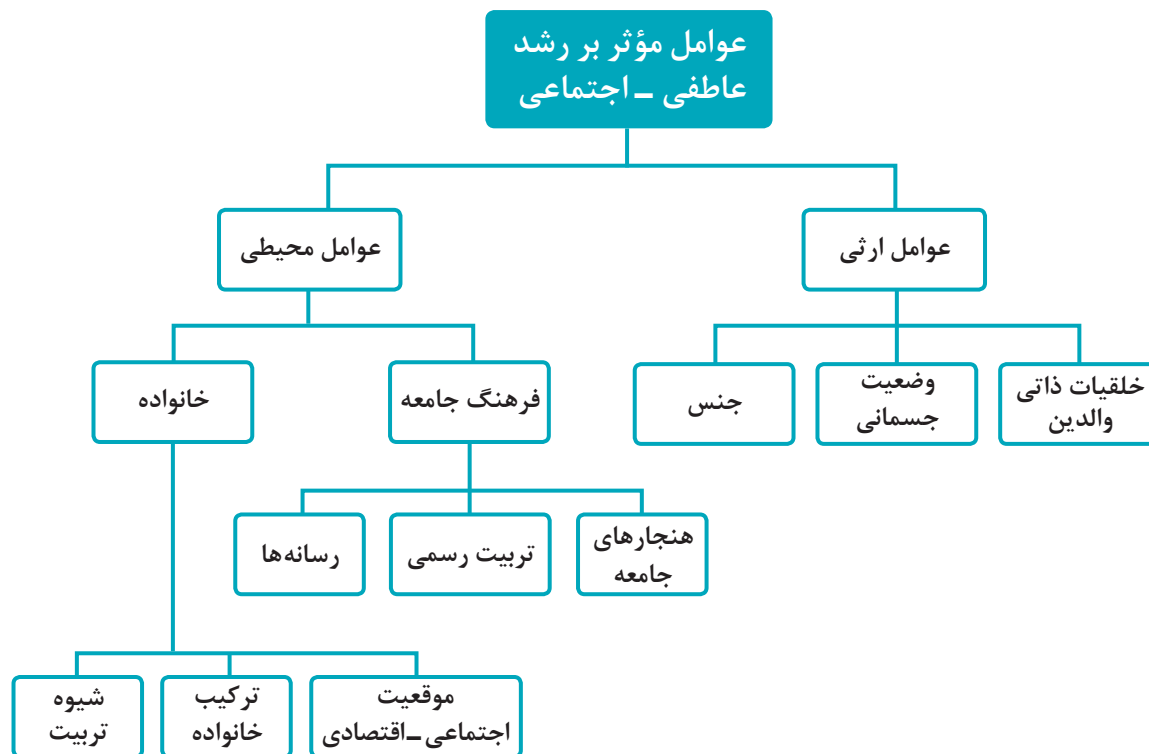 عوامل مؤثر بر رشد
عاطفی ـ اجتماعی
عوامل ارثی
عوامل محیطی
خلقیات ذاتی
والدین
وضعیت
جسمانی
جنس
فرهنگ جامعه
خانواده
هنجارهای
جامعه
تربیت رسمی
رسانه‌ها
موقعیت
اجتماعی ـ اقتصادی
ترکیب
خانواده
شیوه
تربیت